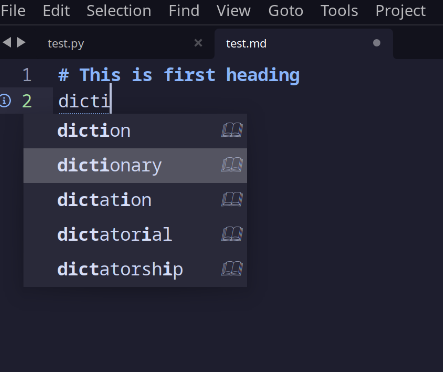 File Edit Selection Find View Goto Tools Project
test.py × test.md
1 # This is first heading
2 dicti
diction
dictionary
dictation
dictatorial
dictatorship